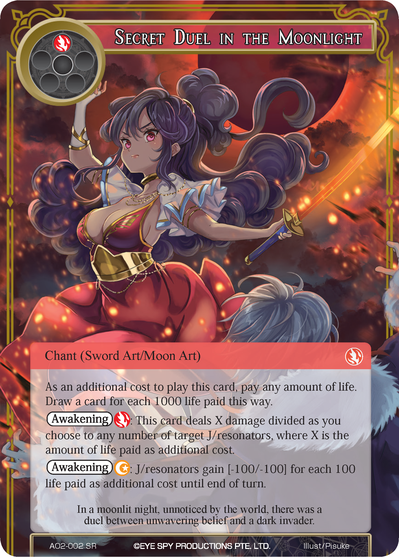 SECRET DUEL IN THE MOONLIGHT
Chant (Sword Art/Moon Art)
As an additional cost to play this card, pay any amount of life.
Draw a card for each 1000 life paid this way.
Awakening : This card deals X damage divided as you
choose to any number of target J/resonators, where X is the
amount of life paid as additional cost.
Awakening : J/resonators gain [-100/-100] for each 100
life paid as additional cost until end of turn.
In a moonlit night, unnoticed by the world, there was a
duel between unwavering belief and a dark invader.
A02-002 SR ©EYE SPY PRODUCTIONS PTE. LTD. Illust/Pisuke